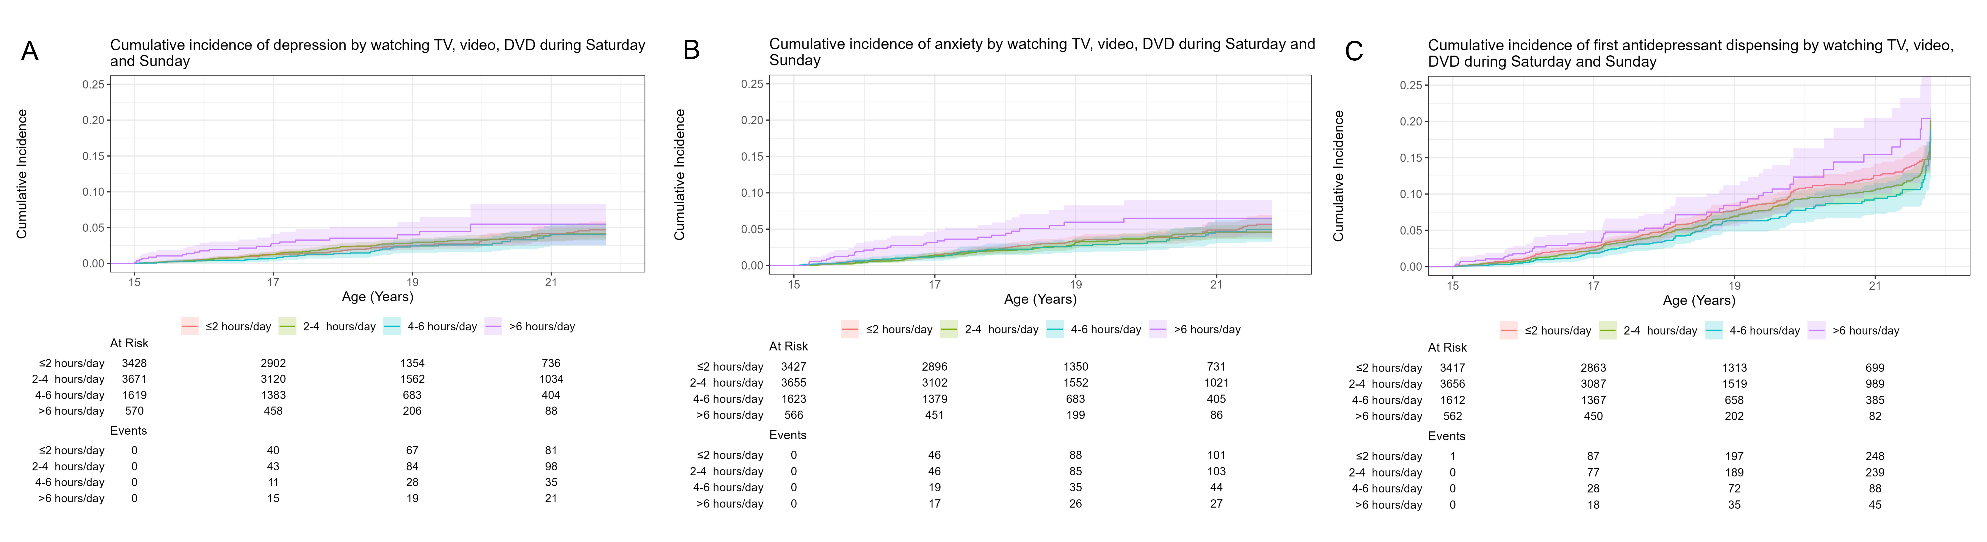 A
Cumulative incidence of depression by watching TV, video, DVD during Saturday
and Sunday
Cumulative Incidence
0.25
0.20
0.15
0.10
0.05
0.00
15 17 19 21
Age (Years)
≤2 hours/day 2-4 hours/day 4-6 hours/day >6 hours/day
At Risk
≤2 hours/day 3428 2902 1354 736
2-4 hours/day 3671 3120 1562 1034
4-6 hours/day 1619 1383 683 404
>6 hours/day 570 458 206 88
Events
≤2 hours/day 0 40 67 81
2-4 hours/day 0 43 84 98
4-6 hours/day 0 11 28 35
>6 hours/day 0 15 19 21
B
Cumulative incidence of anxiety by watching TV, video, DVD during Saturday and
Sunday
Cumulative Incidence
0.25
0.20
0.15
0.10
0.05
0.00
15 17 19 21
Age (Years)
≤2 hours/day 2-4 hours/day 4-6 hours/day >6 hours/day
At Risk
≤2 hours/day 3427 2896 1350 731
2-4 hours/day 3655 3102 1552 1021
4-6 hours/day 1623 1379 683 405
>6 hours/day 566 451 199 86
Events
≤2 hours/day 0 46 88 101
2-4 hours/day 0 46 85 103
4-6 hours/day 0 19 35 44
>6 hours/day 0 17 26 27
C
Cumulative incidence of first antidepressant dispensing by watching TV, video,
DVD during Saturday and Sunday
Cumulative Incidence
0.25
0.20
0.15
0.10
0.05
0.00
15 17 19 21
Age (Years)
≤2 hours/day 2-4 hours/day 4-6 hours/day >6 hours/day
At Risk
≤2 hours/day 3417 2863 1313 699
2-4 hours/day 3656 3087 1519 989
4-6 hours/day 1612 1367 658 385
>6 hours/day 562 450 202 82
Events
≤2 hours/day 1 87 197 248
2-4 hours/day 0 77 189 239
4-6 hours/day 0 28 72 88
>6 hours/day 0 18 35 45